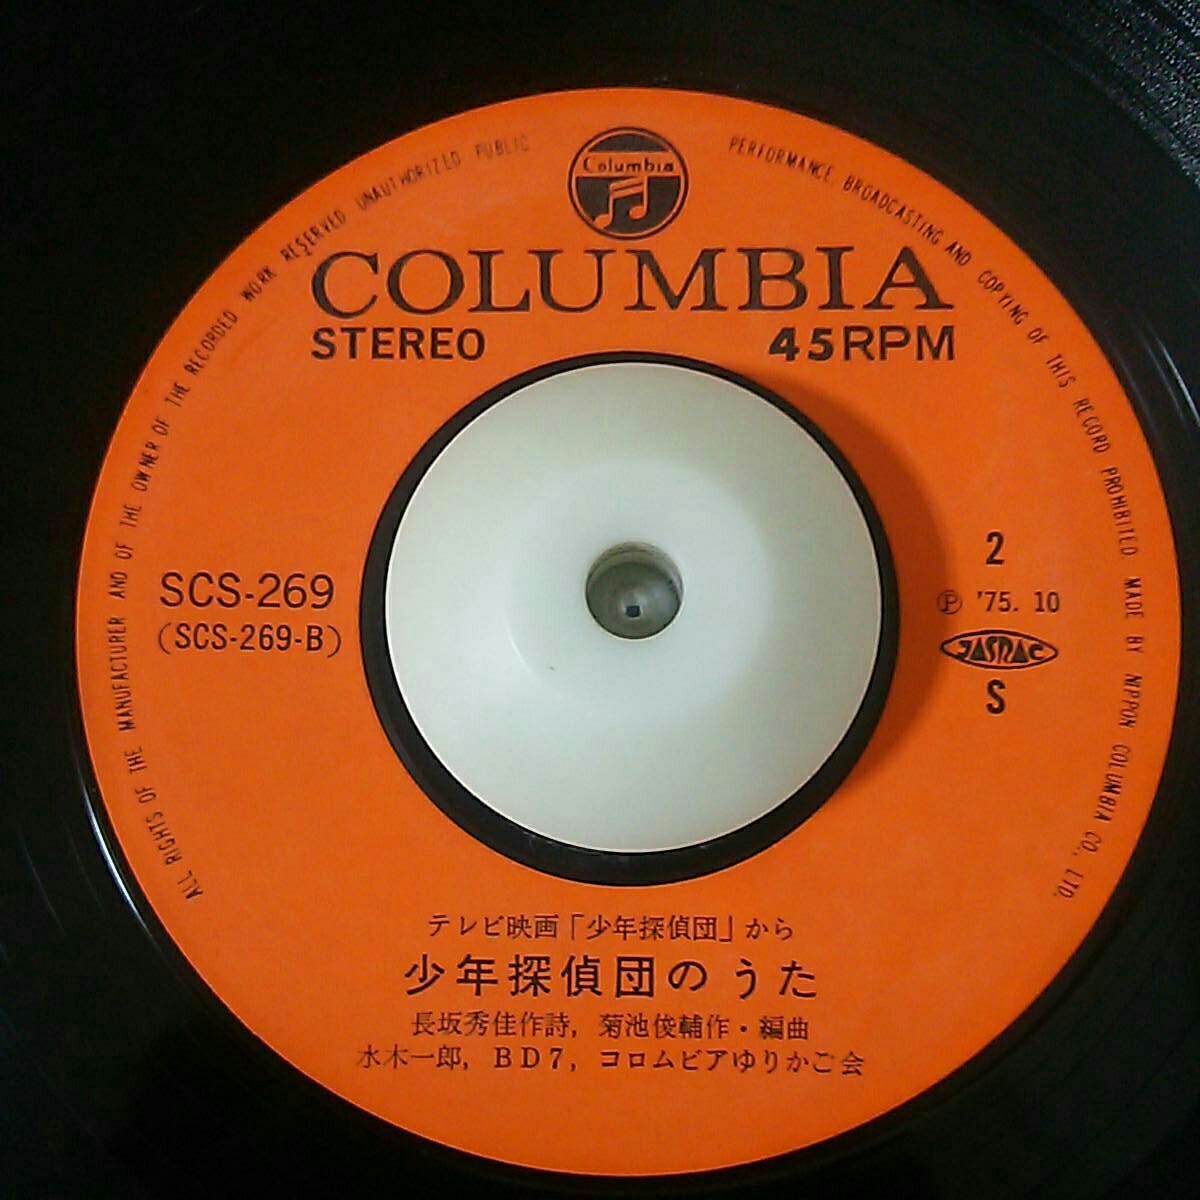 Columbia
COLUMBIA
STEREO 45RPM
ALL RIGHTS OF THE MANUFACTURER AND OF THE OWNER OF THE RECORDED WORK RESERVED UNAUTHORIZED PUBLIC PERFORMANCE BROADCASTING AND COPYING OF THIS RECORD PROHIBITED MADE BY NIPPON COLUMBIA CO., LTD.
SCS-269
(SCS-269-B)
2
Ⓟ '75. 10
JASRAC
S
テレビ映画「少年探偵団」から
少年探偵団のうた
長坂秀佳作詩, 菊池俊輔作・編曲
水木一郎, BD7, コロムビアゆりかご会